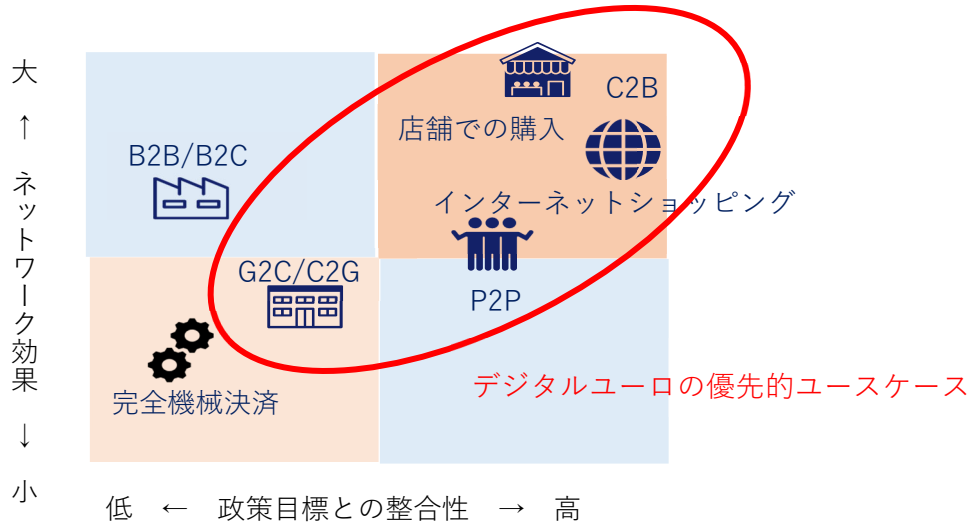 大 ↑ ネットワーク効果 ↓ 小
C2B
店舗での購入
B2B/B2C
インターネットショッピング
G2C/C2G
P2P
デジタルユーロの優先的ユースケース
完全機械決済
低 ← 政策目標との整合性 → 高